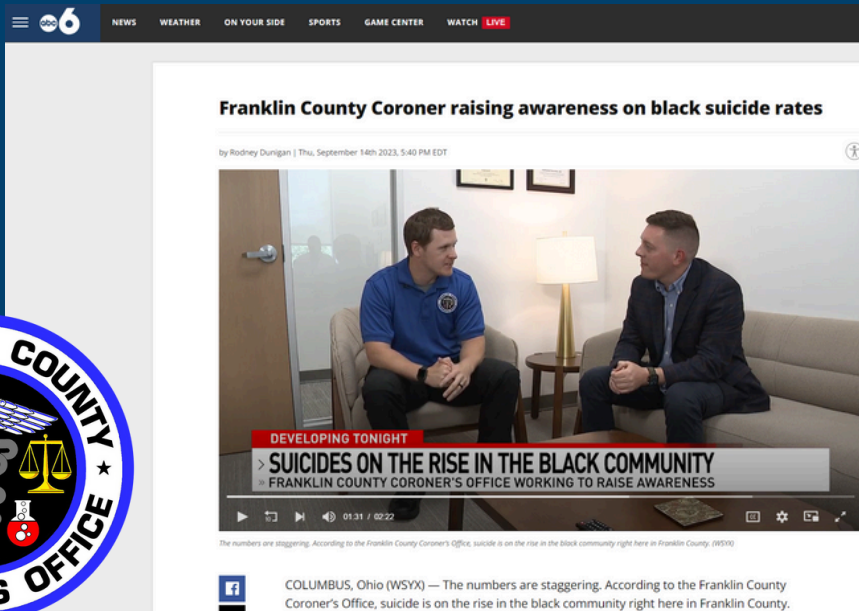 abc 6
NEWS WEATHER ON YOUR SIDE SPORTS GAME CENTER WATCH LIVE
Franklin County Coroner raising awareness on black suicide rates
by Rodney Dunigan | Thu, September 14th 2023, 5:40 PM EDT
DEVELOPING TONIGHT
> SUICIDES ON THE RISE IN THE BLACK COMMUNITY
» FRANKLIN COUNTY CORONER'S OFFICE WORKING TO RAISE AWARENESS
10
01:31 / 02:22
CC
The numbers are staggering. According to the Franklin County Coroner's Office, suicide is on the rise in the black community right here in Franklin County. (WSYX)
COUNTY
OFFICE
COLUMBUS, Ohio (WSYX) — The numbers are staggering. According to the Franklin County
Coroner's Office, suicide is on the rise in the black community right here in Franklin County.